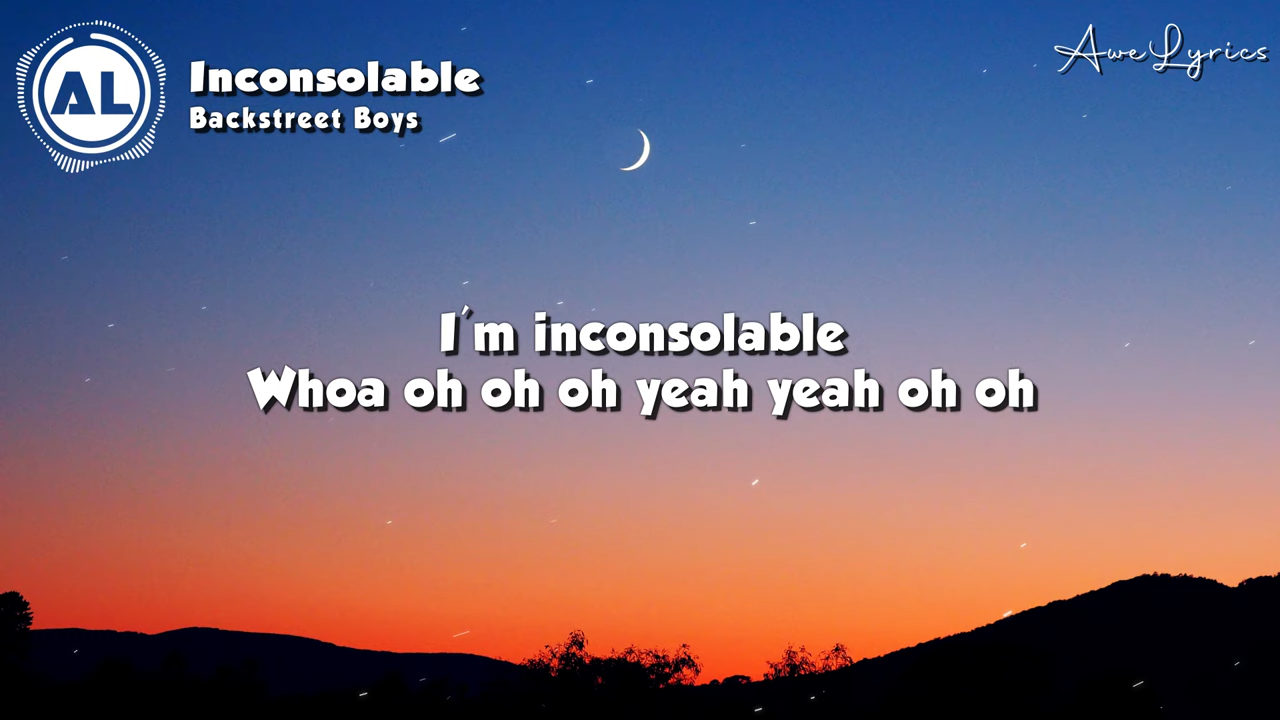 AL
Inconsolable
Backstreet Boys
AweLyrics
I'm inconsolable
Whoa oh oh oh yeah yeah oh oh